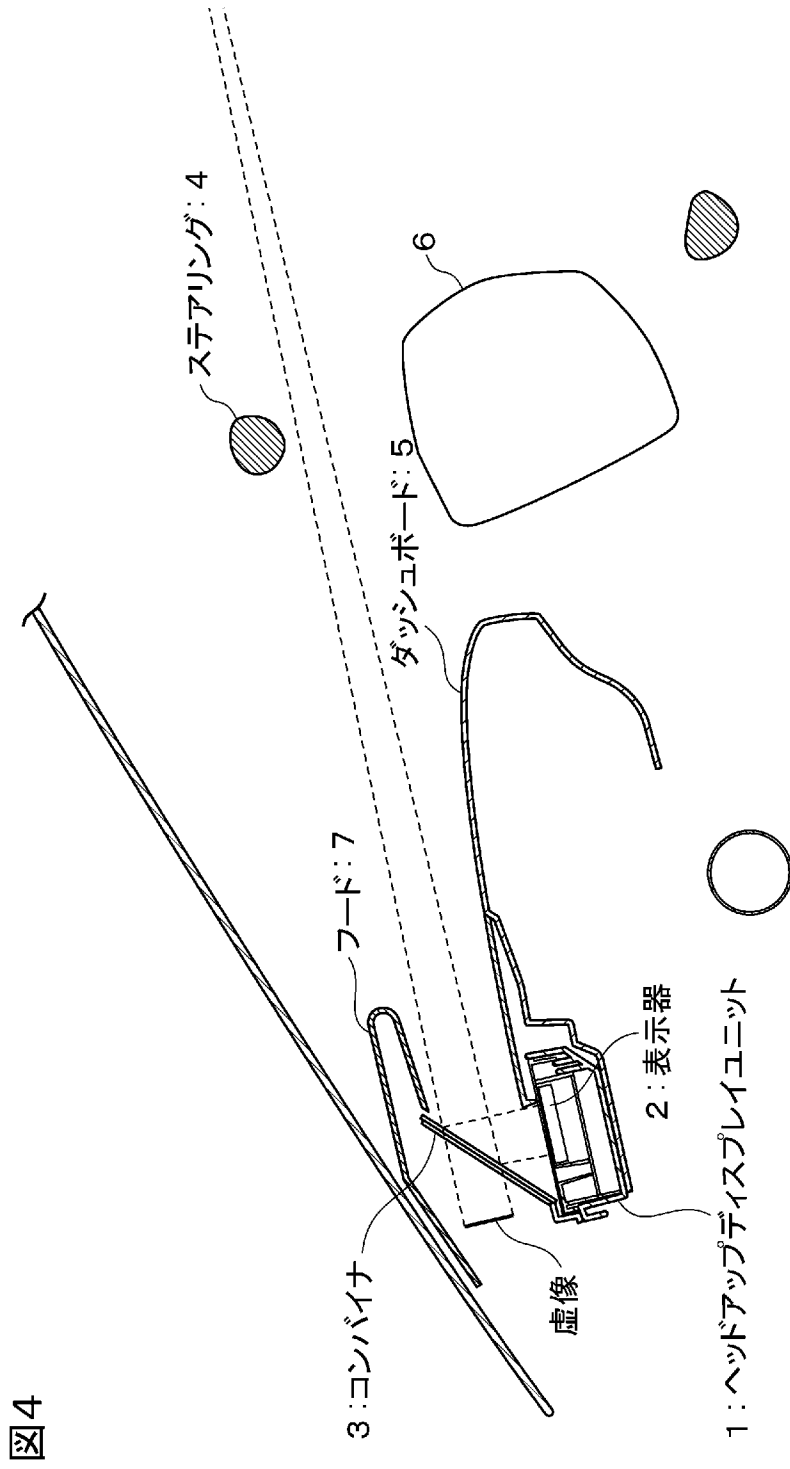 図4
ステアリング：4
6
ダッシュボード：5
フード：7
3：コンバイナ
虚像
2：表示器
1：ヘッドアップディスプレイユニット